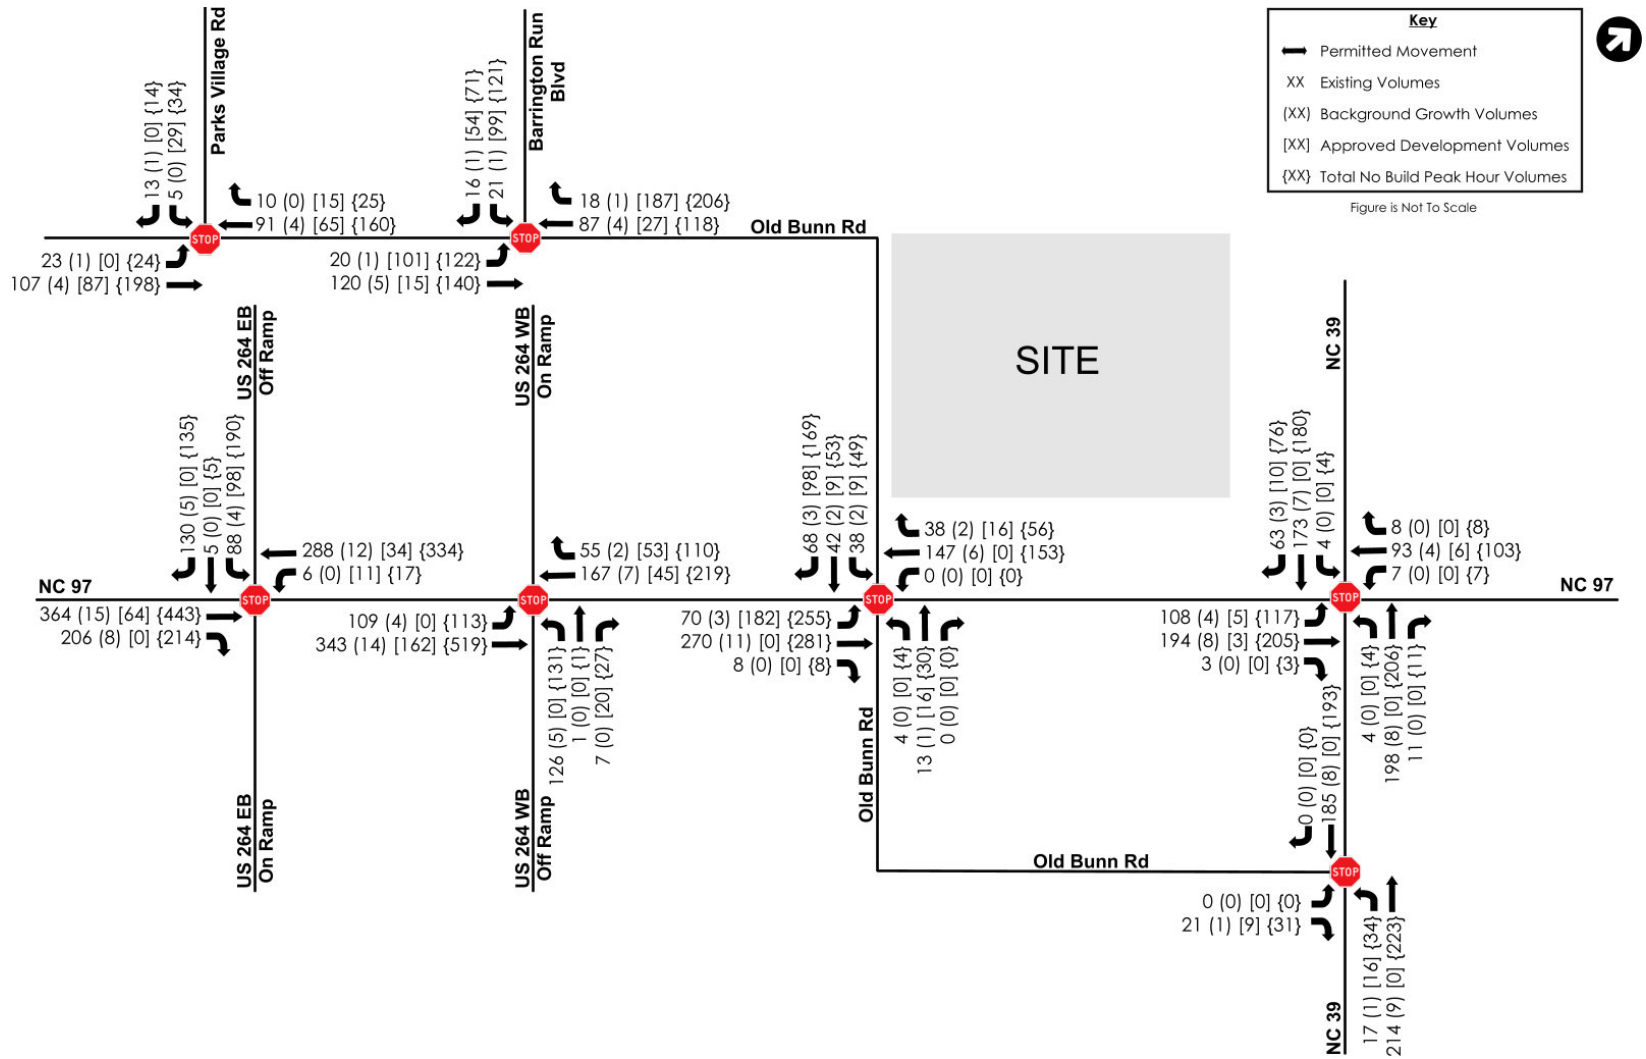 Key
Permitted Movement
XX Existing Volumes
(XX) Background Growth Volumes
[XX] Approved Development Volumes
{XX} Total No Build Peak Hour Volumes
Figure is Not To Scale
Parks Village Rd
13 (1) [0] {14}
5 (0) [29] {34}
10 (0) [15] {25}
91 (4) [65] {160}
STOP
23 (1) [0] {24}
107 (4) [87] {198}
Barrington Run
Blvd
16 (1) [54] {71}
21 (1) [99] {121}
18 (1) [187] {206}
87 (4) [27] {118}
STOP
20 (1) [101] {122}
120 (5) [15] {140}
Old Bunn Rd
SITE
US 264 EB
Off Ramp
130 (5) [0] {135}
5 (0) [0] {5}
88 (4) [98] {190}
288 (12) [34] {334}
6 (0) [11] {17}
NC 97
STOP
364 (15) [64] {443}
206 (8) [0] {214}
US 264 EB
On Ramp
US 264 WB
On Ramp
55 (2) [53] {110}
167 (7) [45] {219}
STOP
109 (4) [0] {113}
343 (14) [162] {519}
126 (5) [0] {131}
1 (0) [0] {1}
7 (0) [20] {27}
US 264 WB
Off Ramp
68 (3) [98] {169}
42 (2) [9] {53}
38 (2) [9] {49}
38 (2) [16] {56}
147 (6) [0] {153}
0 (0) [0] {0}
STOP
70 (3) [182] {255}
270 (11) [0] {281}
8 (0) [0] {8}
4 (0) [0] {4}
13 (1) [16] {30}
0 (0) [0] {0}
Old Bunn Rd
NC 39
63 (3) [10] {76}
173 (7) [0] {180}
4 (0) [0] {4}
8 (0) [0] {8}
93 (4) [6] {103}
7 (0) [0] {7}
NC 97
STOP
108 (4) [5] {117}
194 (8) [3] {205}
3 (0) [0] {3}
4 (0) [0] {4}
198 (8) [0] {206}
11 (0) [0] {11}
0 (0) [0] {0}
185 (8) [0] {193}
Old Bunn Rd
STOP
0 (0) [0] {0}
21 (1) [9] {31}
17 (1) [16] {34}
214 (9) [0] {223}
NC 39